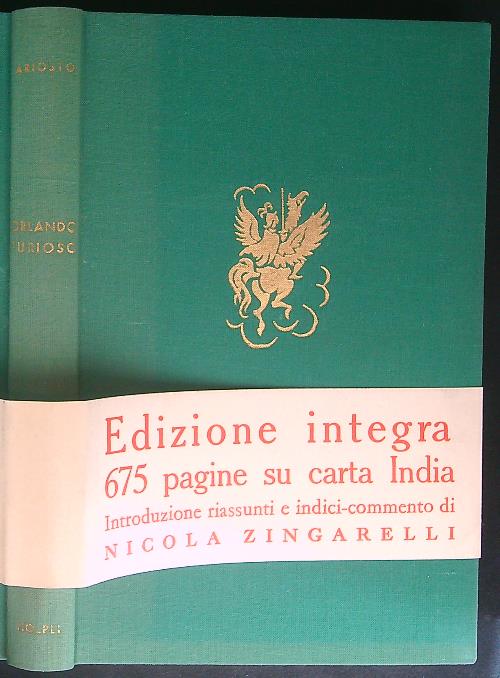 ARIOSTO
ORLANDO
FURIOSO
HOEPLI
Edizione integra
675 pagine su carta India
Introduzione riassunti e indici-commento di
NICOLA ZINGARELLI